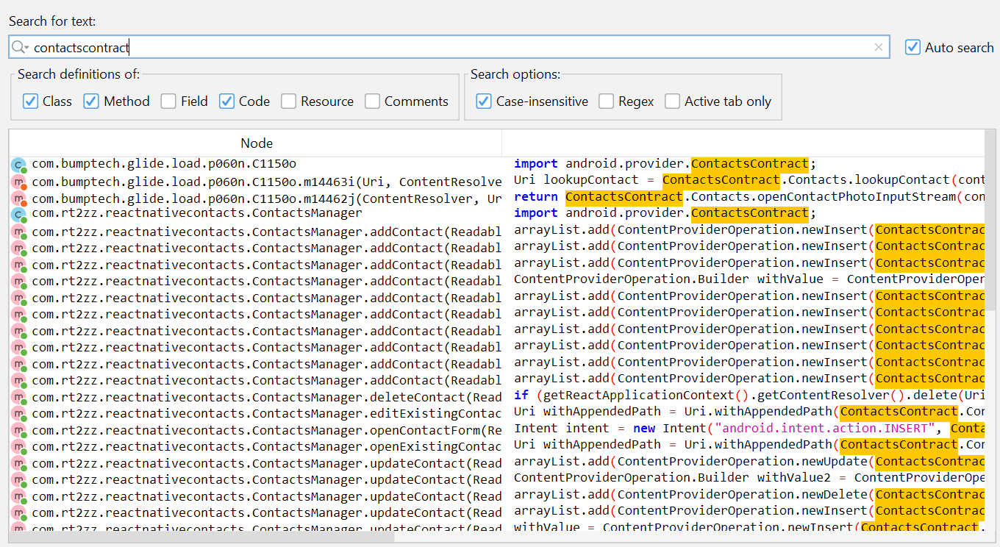 Search for text:
contactscontract
Auto search
Search definitions of:
Search options:
Class Method Field Code Resource Comments
Case-insensitive Regex Active tab only
Node
com.bumptech.glide.load.p060n.C1150o import android.provider.ContactsContract;
com.bumptech.glide.load.p060n.C1150o.m14463i(Uri, ContentResolve Uri lookupContact = ContactsContract.Contacts.lookupContact(cont
com.bumptech.glide.load.p060n.C1150o.m14462j(ContentResolver, Ur return ContactsContract.Contacts.openContactPhotoInputStream(con
com.rt2zz.reactnativecontacts.ContactsManager import android.provider.ContactsContract;
com.rt2zz.reactnativecontacts.ContactsManager.addContact(Readabl arrayList.add(ContentProviderOperation.newInsert(ContactsContrac
com.rt2zz.reactnativecontacts.ContactsManager.addContact(Readabl arrayList.add(ContentProviderOperation.newInsert(ContactsContrac
com.rt2zz.reactnativecontacts.ContactsManager.addContact(Readabl arrayList.add(ContentProviderOperation.newInsert(ContactsContrac
com.rt2zz.reactnativecontacts.ContactsManager.addContact(Readabl ContentProviderOperation.Builder withValue = ContentProviderOper
com.rt2zz.reactnativecontacts.ContactsManager.addContact(Readabl arrayList.add(ContentProviderOperation.newInsert(ContactsContrac
com.rt2zz.reactnativecontacts.ContactsManager.addContact(Readabl arrayList.add(ContentProviderOperation.newInsert(ContactsContrac
com.rt2zz.reactnativecontacts.ContactsManager.addContact(Readabl arrayList.add(ContentProviderOperation.newInsert(ContactsContrac
com.rt2zz.reactnativecontacts.ContactsManager.addContact(Readabl arrayList.add(ContentProviderOperation.newInsert(ContactsContrac
com.rt2zz.reactnativecontacts.ContactsManager.addContact(Readabl arrayList.add(ContentProviderOperation.newInsert(ContactsContrac
com.rt2zz.reactnativecontacts.ContactsManager.addContact(Readabl arrayList.add(ContentProviderOperation.newInsert(ContactsContrac
com.rt2zz.reactnativecontacts.ContactsManager.deleteContact(Read if (getReactApplicationContext().getContentResolver().delete(Uri
com.rt2zz.reactnativecontacts.ContactsManager.editExistingContac Uri withAppendedPath = Uri.withAppendedPath(ContactsContract.Con
com.rt2zz.reactnativecontacts.ContactsManager.openContactForm(Re Intent intent = new Intent("android.intent.action.INSERT", Conta
com.rt2zz.reactnativecontacts.ContactsManager.openExistingContac Uri withAppendedPath = Uri.withAppendedPath(ContactsContract.Con
com.rt2zz.reactnativecontacts.ContactsManager.updateContact(Read arrayList.add(ContentProviderOperation.newUpdate(ContactsContrac
com.rt2zz.reactnativecontacts.ContactsManager.updateContact(Read ContentProviderOperation.Builder withValue2 = ContentProviderOpe
com.rt2zz.reactnativecontacts.ContactsManager.updateContact(Read arrayList.add(ContentProviderOperation.newDelete(ContactsContrac
com.rt2zz.reactnativecontacts.ContactsManager.updateContact(Read arrayList.add(ContentProviderOperation.newInsert(ContactsContrac
com.rt2zz.reactnativecontacts.ContactsManager.updateContact(Read withValue = ContentProviderOperation.newInsert(ContactsContract.